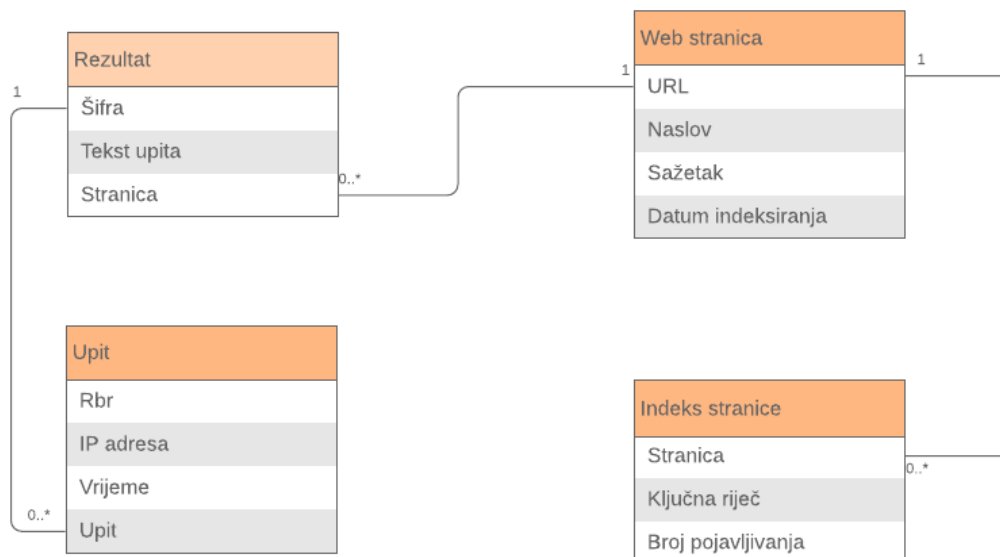 Rezultat
Šifra
Tekst upita
Stranica
1
0..*
Web stranica
URL
Naslov
Sažetak
Datum indeksiranja
1
1
Upit
Rbr
IP adresa
Vrijeme
Upit
0..*
Indeks stranice
Stranica
Ključna riječ
Broj pojavljivanja
0..*